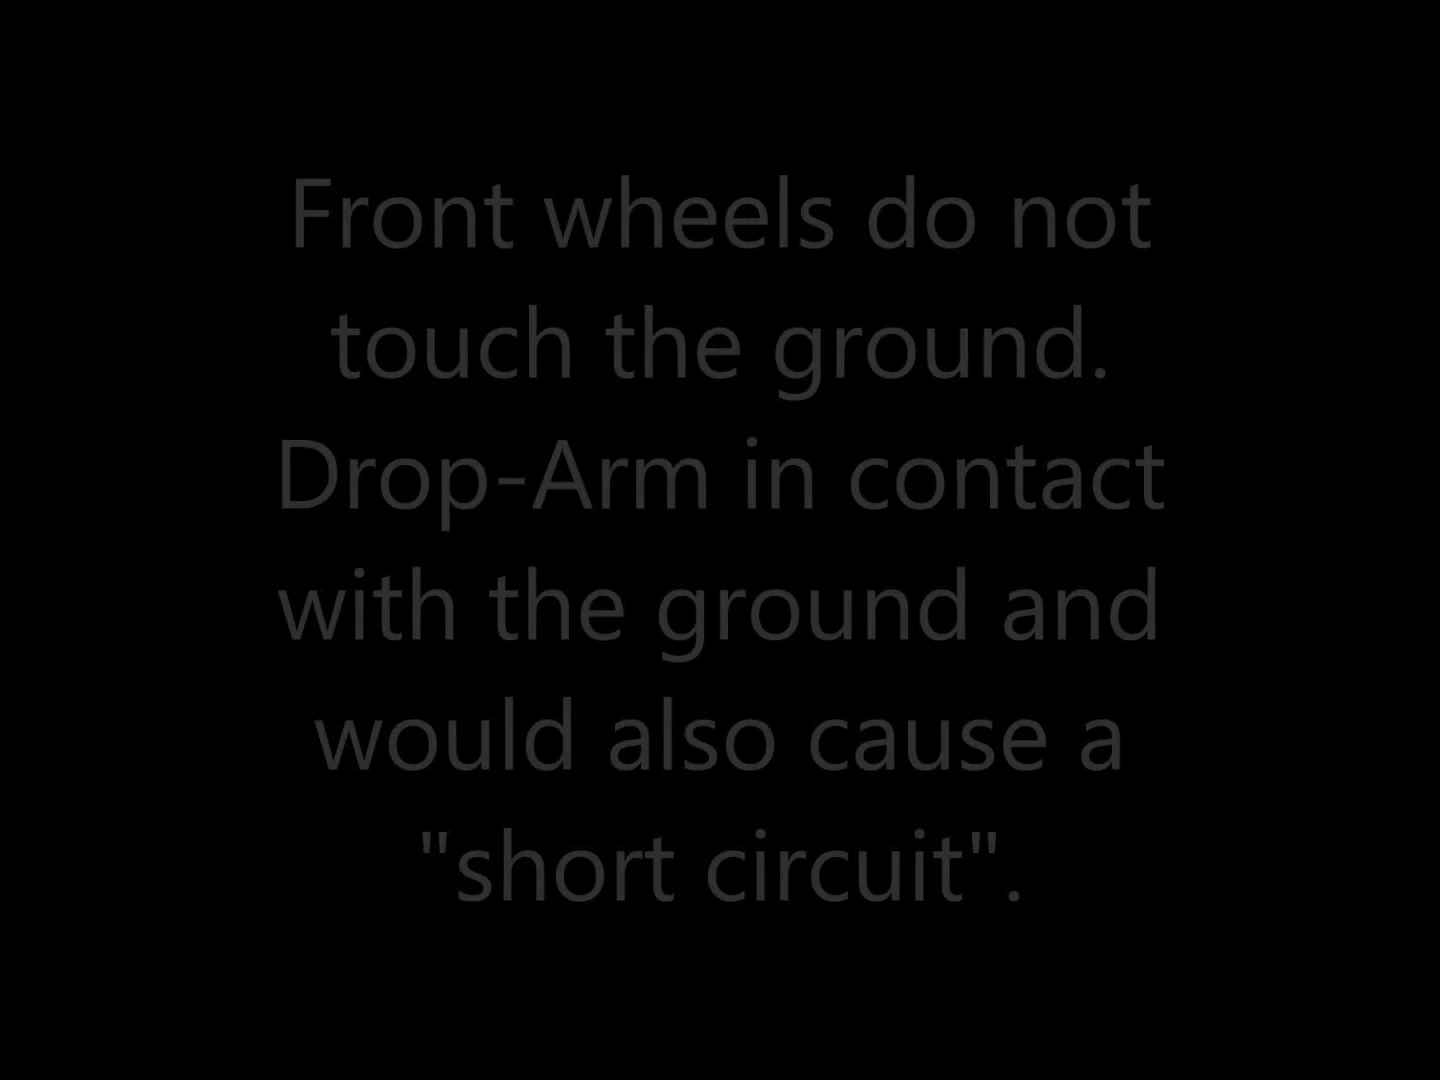 Front wheels do not
touch the ground.
Drop-Arm in contact
with the ground and
would also cause a
"short circuit".